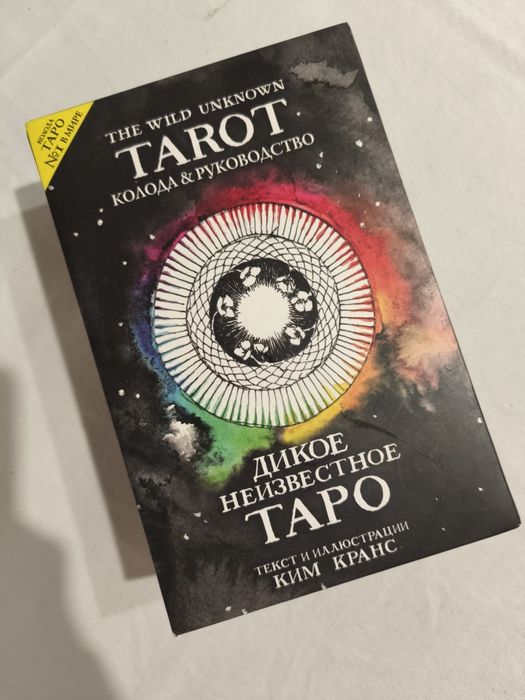 КОЛОДА
ТАРО
№1 В МИРЕ
THE WILD UNKNOWN
TAROT
КОЛОДА & РУКОВОДСТВО
ДИКОЕ
НЕИЗВЕСТНОЕ
ТАРО
ТЕКСТ И ИЛЛЮСТРАЦИИ
КИМ КРАНС